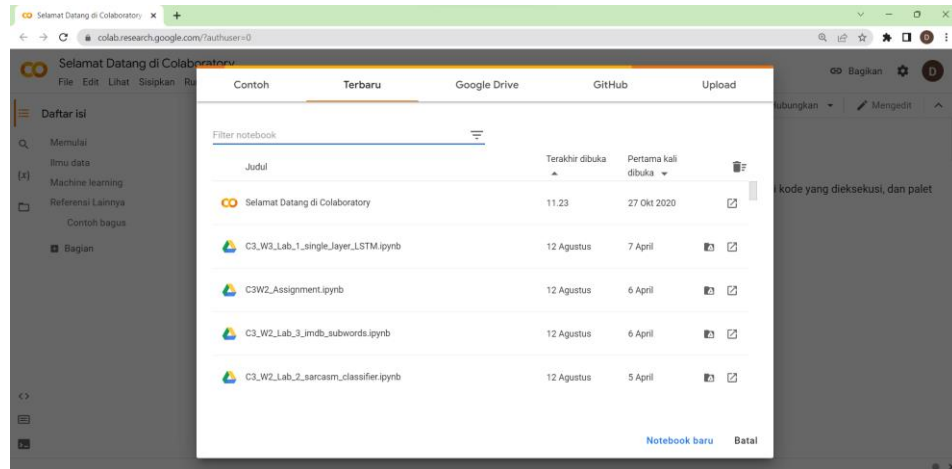 Selamat Datang di Colaboratory
colab.research.google.com/?authuser=0
Selamat Datang di Colaboratory
File Edit Lihat Sisipkan Ru
Bagikan
D
Contoh Terbaru Google Drive GitHub Upload
Daftar isi
Mengedit
Filter notebook
Memulai
Ilmu data
Machine learning
Referensi Lainnya
Contoh bagus
Bagian
Judul Terakhir dibuka Pertama kali dibuka
Selamat Datang di Colaboratory 11.23 27 Okt 2020
i kode yang dieksekusi, dan palet
C3_W3_Lab_1_single_layer_LSTM.ipynb 12 Agustus 7 April
C3W2_Assignment.ipynb 12 Agustus 6 April
C3_W2_Lab_3_imdb_subwords.ipynb 12 Agustus 6 April
C3_W2_Lab_2_sarcasm_classifier.ipynb 12 Agustus 5 April
Notebook baru Batal